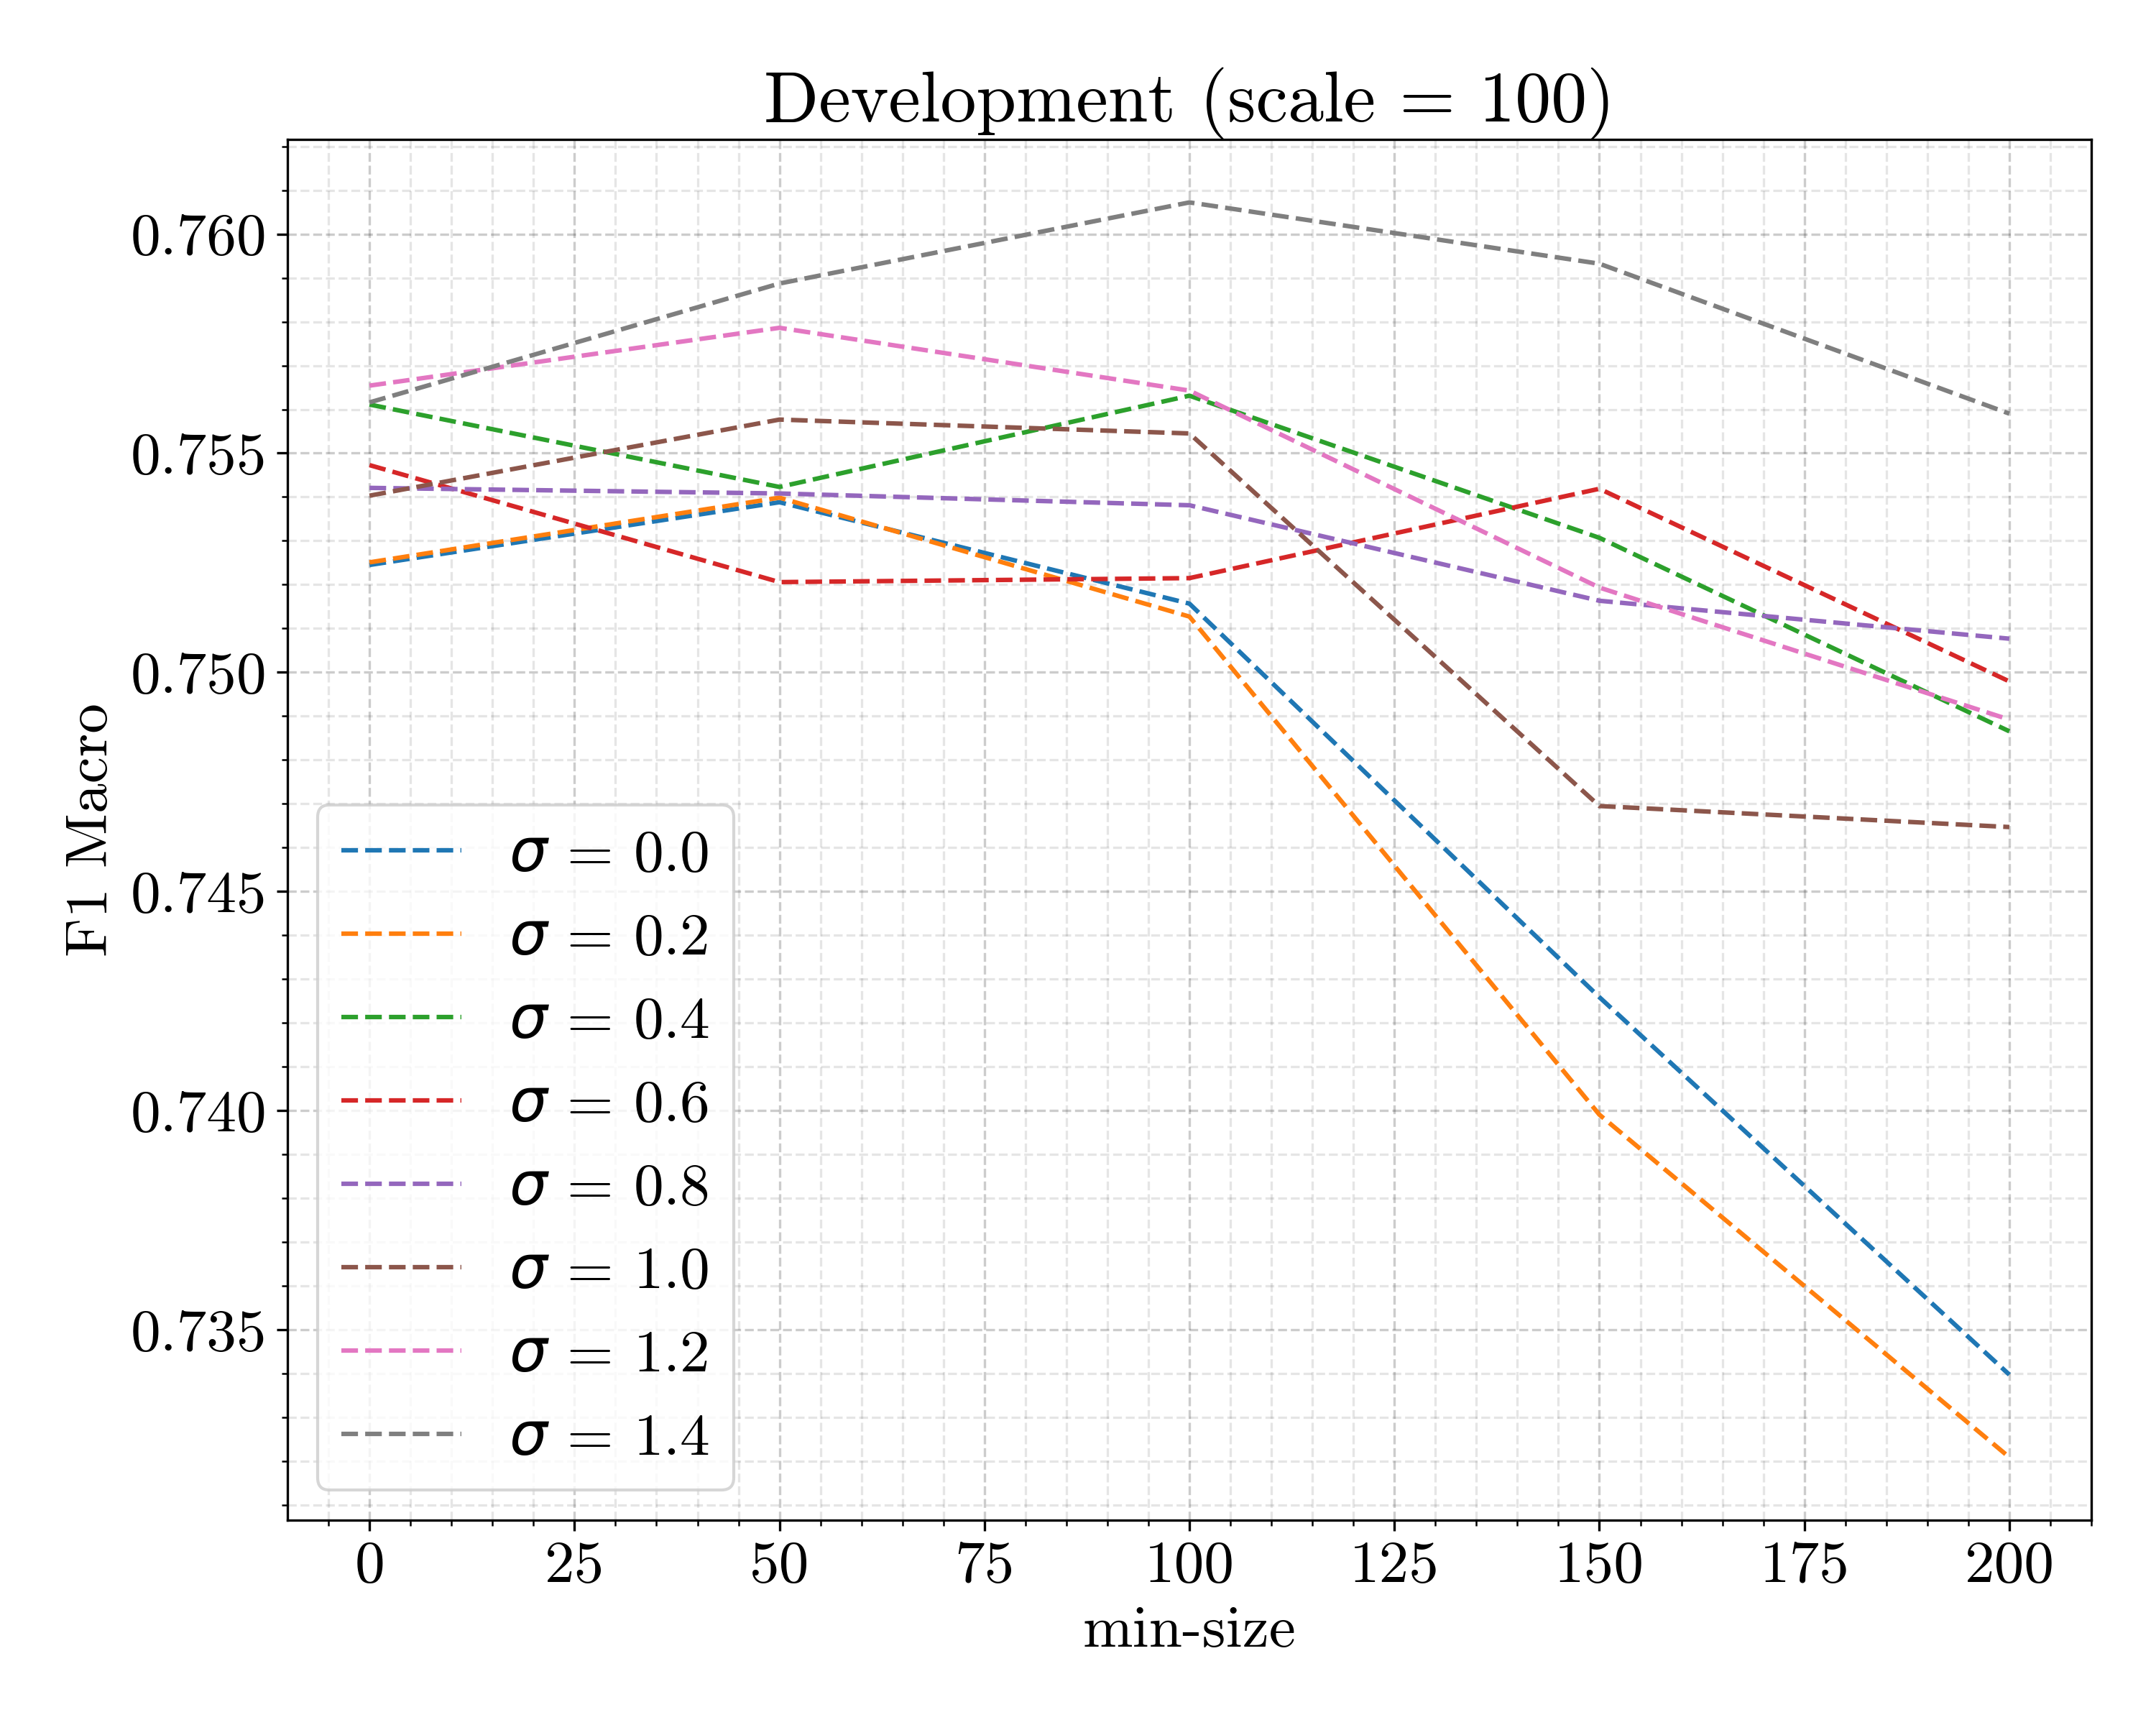 Development (scale = 100)
F1 Macro
0.760
0.755
0.750
0.745
0.740
0.735
σ = 0.0
σ = 0.2
σ = 0.4
σ = 0.6
σ = 0.8
σ = 1.0
σ = 1.2
σ = 1.4
0 25 50 75 100 125 150 175 200
min-size